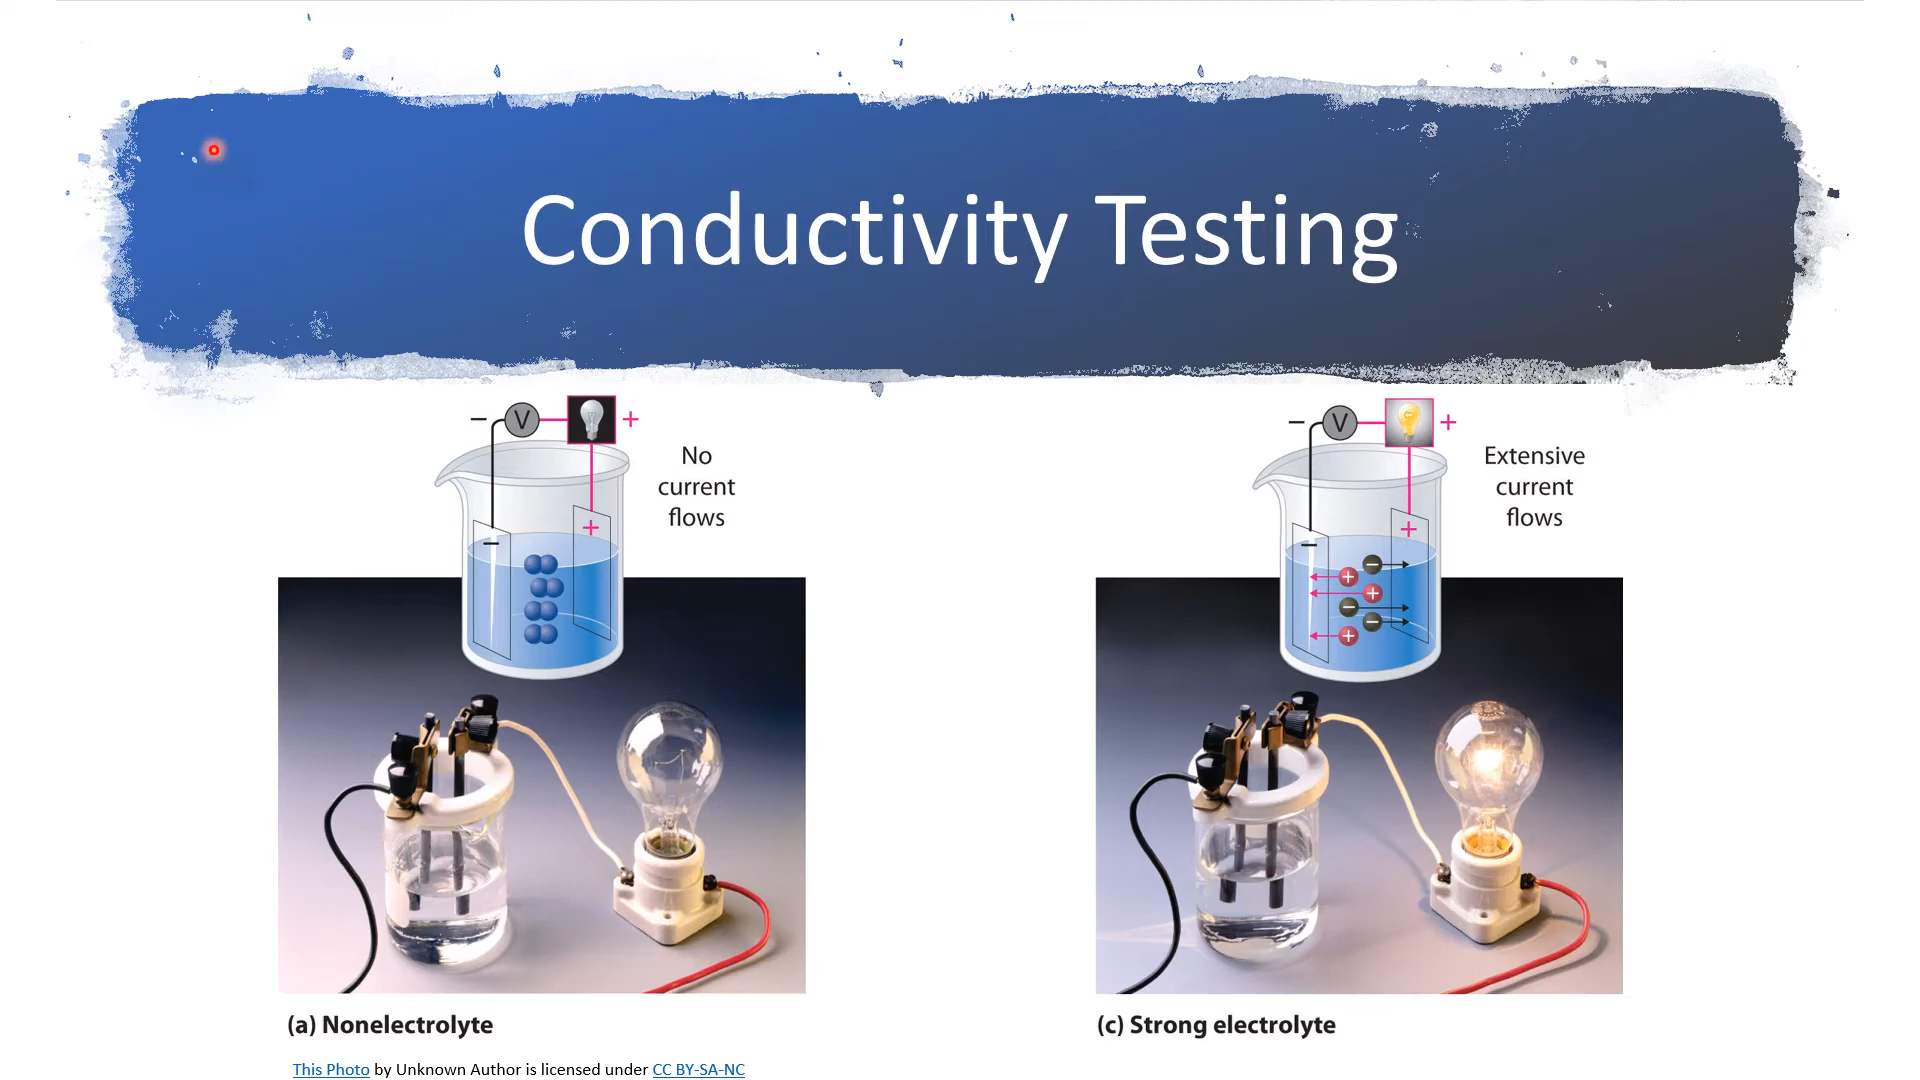 Conductivity Testing
− V +
No
current
flows
− +
(a) Nonelectrolyte
− V +
Extensive
current
flows
− +
− + + − − +
(c) Strong electrolyte
This Photo by Unknown Author is licensed under CC BY-SA-NC